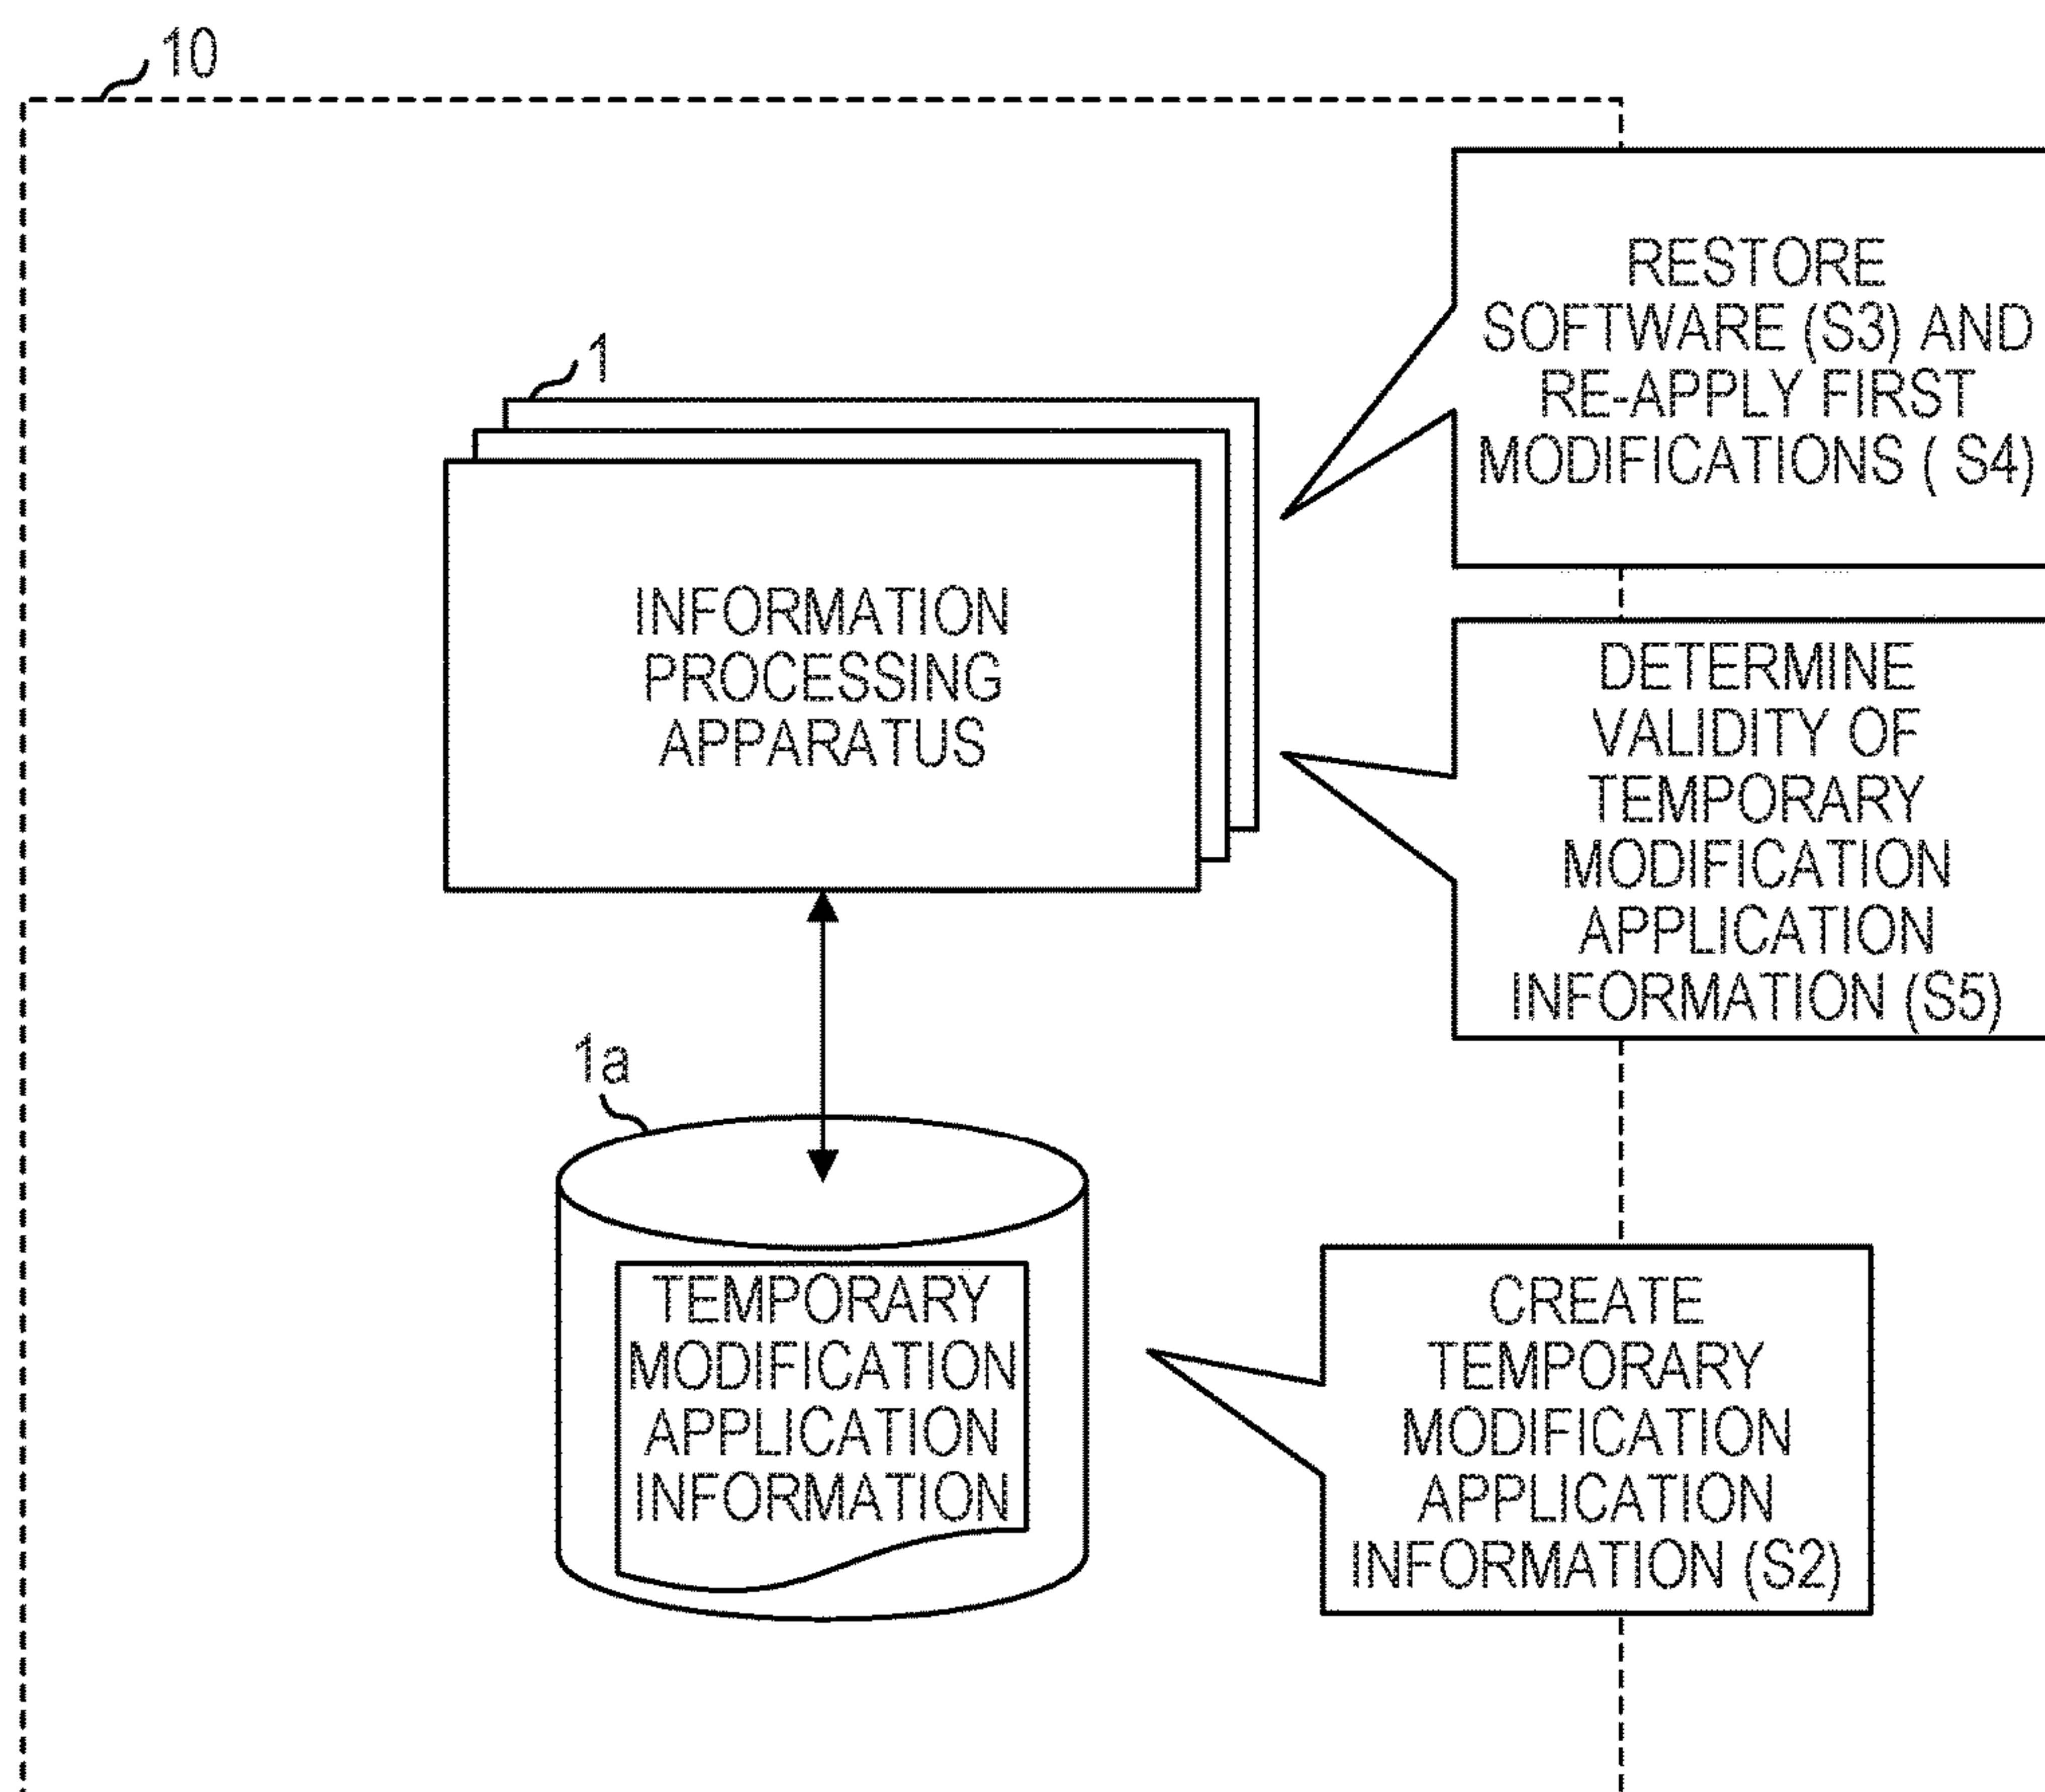 10
RESTORE
SOFTWARE (S3) AND
RE-APPLY FIRST
MODIFICATIONS ( S4)
1
INFORMATION
PROCESSING
APPARATUS
DETERMINE
VALIDITY OF
TEMPORARY
MODIFICATION
APPLICATION
INFORMATION (S5)
1a
TEMPORARY
MODIFICATION
APPLICATION
INFORMATION
CREATE
TEMPORARY
MODIFICATION
APPLICATION
INFORMATION (S2)